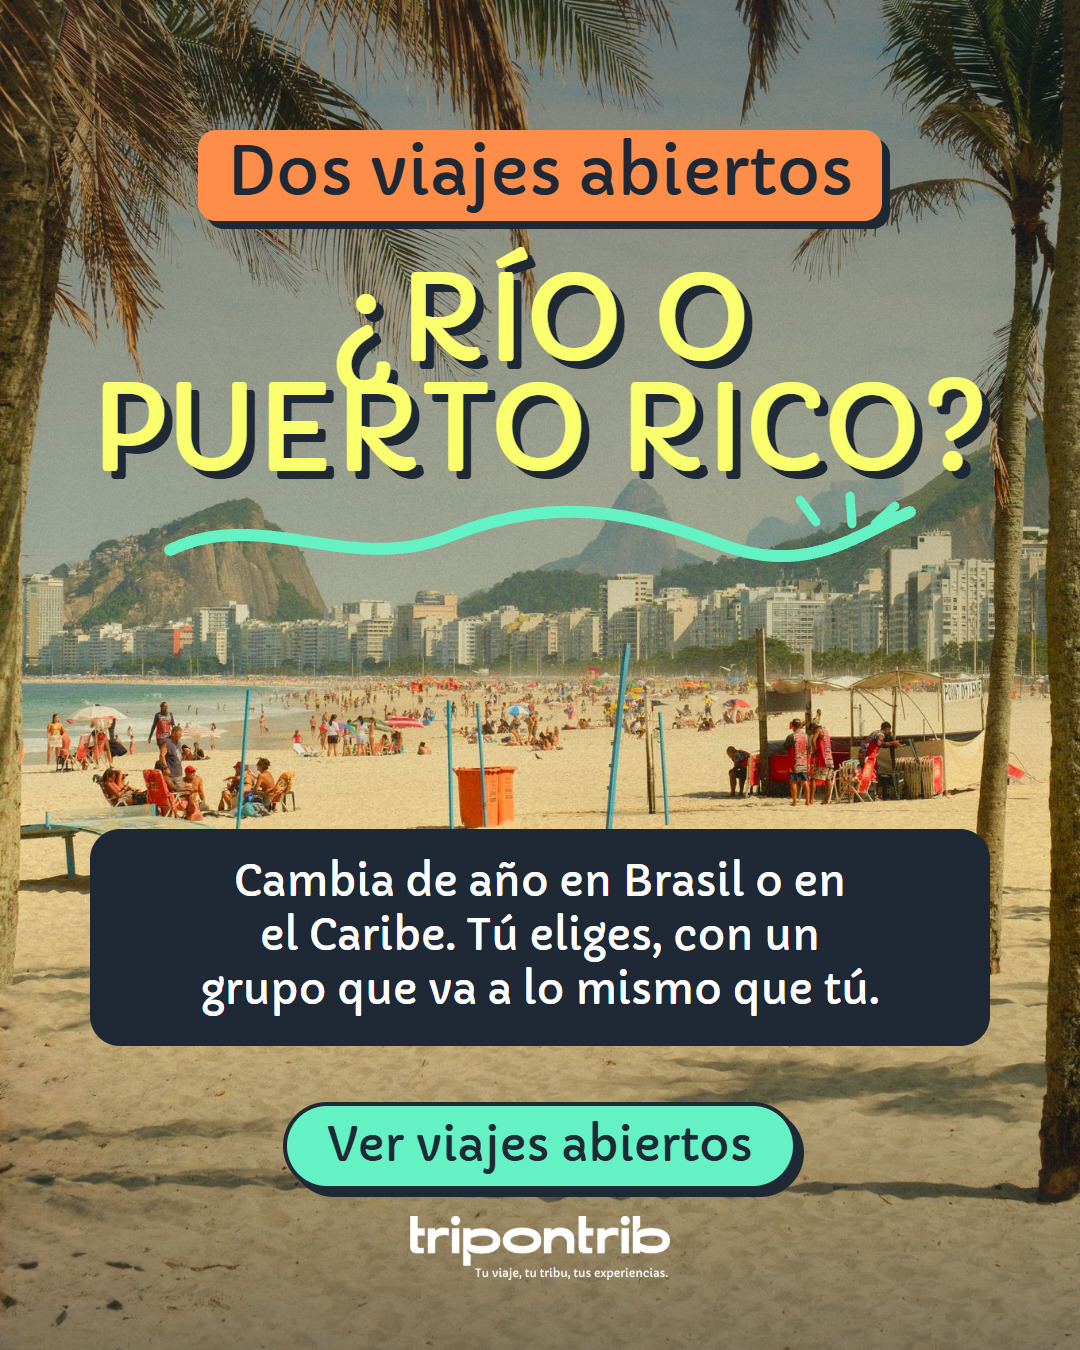 Dos viajes abiertos
¿RÍO O
PUERTO RICO?
Cambia de año en Brasil o en
el Caribe. Tú eliges, con un
grupo que va a lo mismo que tú.
Ver viajes abiertos
tripontrib
Tu viaje, tu tribu, tus experiencias.